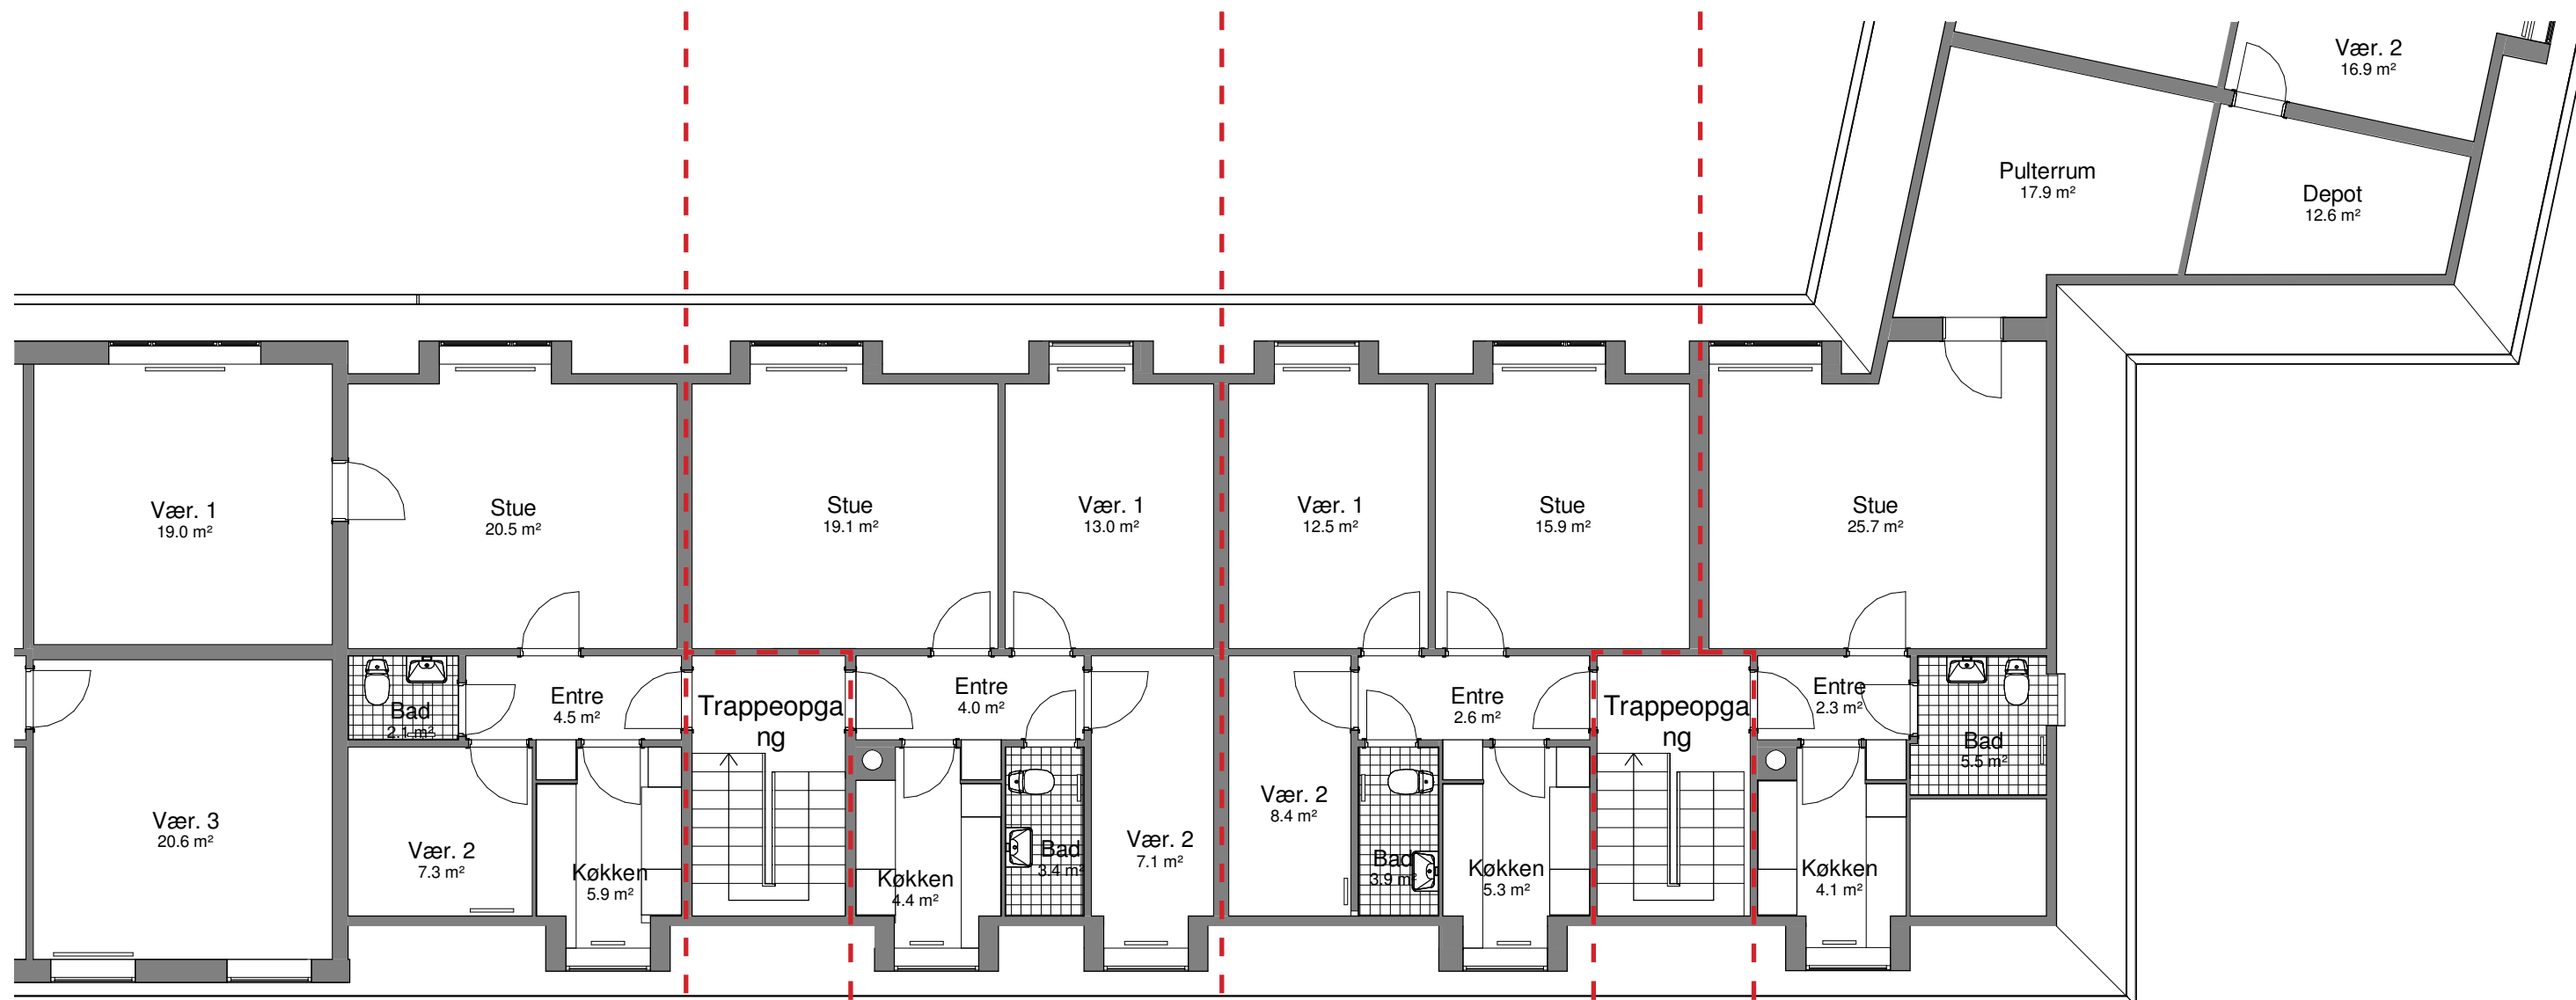 Vær. 2
16.9 m²
Pulterrum
17.9 m²
Depot
12.6 m²
Vær. 1
19.0 m²
Stue
20.5 m²
Stue
19.1 m²
Vær. 1
13.0 m²
Vær. 1
12.5 m²
Stue
15.9 m²
Stue
25.7 m²
Bad
2.1 m²
Entre
4.5 m²
Trappeopga
ng
Entre
4.0 m²
Entre
2.6 m²
Trappeopga
ng
Entre
2.3 m²
Bad
5.5 m²
Vær. 3
20.6 m²
Vær. 2
7.3 m²
Køkken
5.9 m²
Køkken
4.4 m²
Bad
3.4 m²
Vær. 2
7.1 m²
Vær. 2
8.4 m²
Bad
3.9 m²
Køkken
5.3 m²
Køkken
4.1 m²